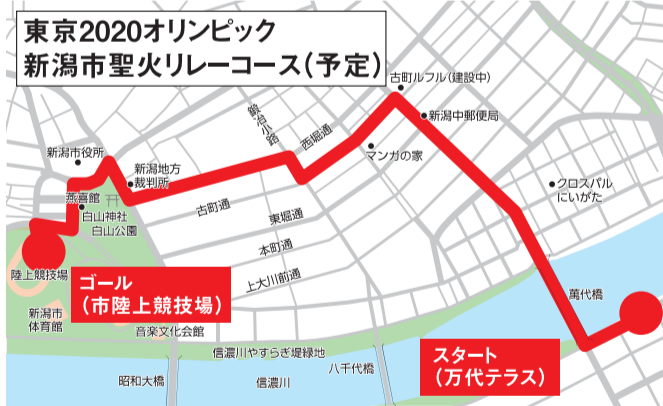 東京2020オリンピック
新潟市聖火リレーコース(予定)
古町ルフル(建設中)
新潟中郵便局
鍛冶小路
西堀通
マンガの家
新潟市役所
新潟地方
裁判所
クロスパル
にいがた
燕喜館
白山神社
白山公園
古町通
東堀通
本町通
上大川前通
陸上競技場
ゴール
(市陸上競技場)
萬代橋
新潟市
体育館
音楽文化会館
信濃川やすらぎ堤緑地
スタート
(万代テラス)
昭和大橋
信濃川
八千代橋